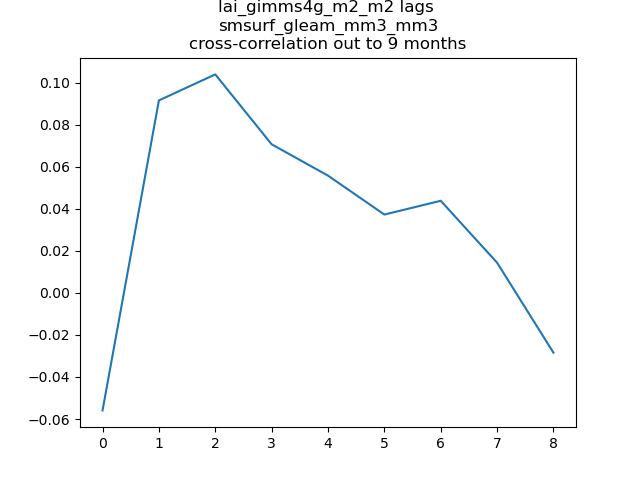 lai_gimms4g_m2_m2 lags
smsurf_gleam_mm3_mm3
cross-correlation out to 9 months
0.10
0.08
0.06
0.04
0.02
0.00
−0.02
−0.04
−0.06
0 1 2 3 4 5 6 7 8